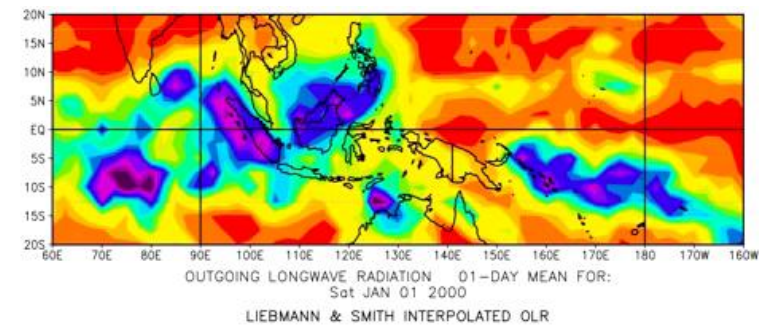 20N
15N
10N
5N
EQ
5S
10S
15S
20S
60E 70E 80E 90E 100E 110E 120E 130E 140E 150E 160E 170E 180 170W 160W
OUTGOING LONGWAVE RADIATION 01-DAY MEAN FOR:
Sat JAN 01 2000
LIEBMANN & SMITH INTERPOLATED OLR